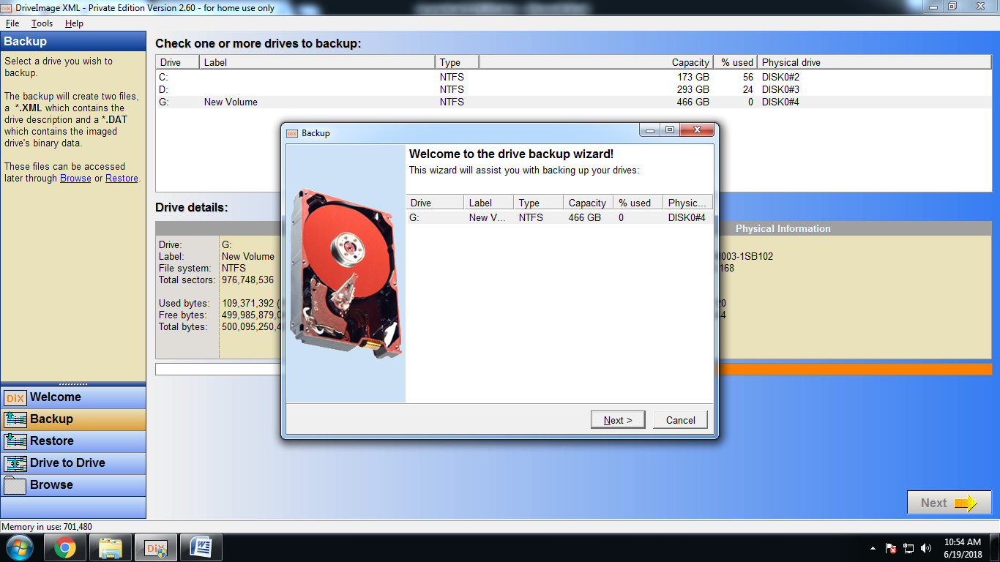 DiX DriveImage XML - Private Edition Version 2.60 - for home use only
File Tools Help
Backup
Select a drive you wish to
backup.
The backup will create two files,
a *.XML which contains the
drive description and a *.DAT
which contains the imaged
drive's binary data.
These files can be accessed
later through Browse or Restore.
DiX Welcome
Backup
Restore
Drive to Drive
Browse
Check one or more drives to backup:
Drive Label Type Capacity % used Physical drive
C: NTFS 173 GB 56 DISK0#2
D: NTFS 293 GB 24 DISK0#3
G: New Volume NTFS 466 GB 0 DISK0#4
Drive details:
Physical Information
Drive: G:
Label: New Volume 003-1SB102
File system: NTFS 168
Total sectors: 976,748,536
Used bytes: 109,371,392 ( 20
Free bytes: 499,985,879,0 4
Total bytes: 500,095,250,4
DiX Backup
Welcome to the drive backup wizard!
This wizard will assist you with backing up your drives:
Drive Label Type Capacity % used Physic...
G: New V... NTFS 466 GB 0 DISK0#4
Next > Cancel
Next
Memory in use: 701,480
DiX
W
10:54 AM
6/19/2018